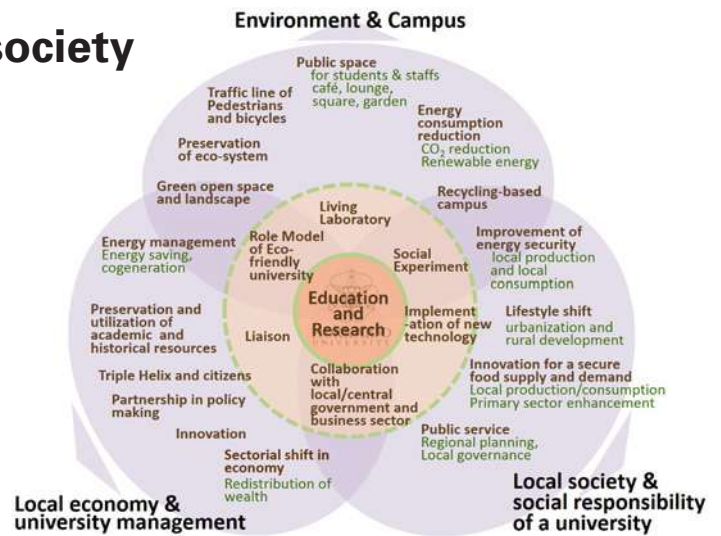 Environment & Campus
society
Public space
for students & staffs
café, lounge,
square, garden
Traffic line of
Pedestrians
and bicycles
Energy
consumption
reduction
CO₂ reduction
Renewable energy
Preservation
of eco-system
Green open space
and landscape
Recycling-based
campus
Living
Laboratory
Role Model
of Eco-
friendly
university
Social
Experiment
Energy management
Energy saving,
cogeneration
Improvement of
energy security
local production
and local
consumption
Education
and
Research
Preservation and
utilization of
academic and
historical resources
Liaison
Implement
-ation of new
technology
Lifestyle shift
urbanization and
rural development
Triple Helix and citizens
Collaboration
with
local/central
government and
business sector
Innovation for a secure
food supply and demand
Local production/consumption
Primary sector enhancement
Partnership in policy
making
Innovation
Public service
Regional planning,
Local governance
Sectorial shift in
economy
Redistribution of
wealth
Local economy &
university management
Local society &
social responsibility
of a university